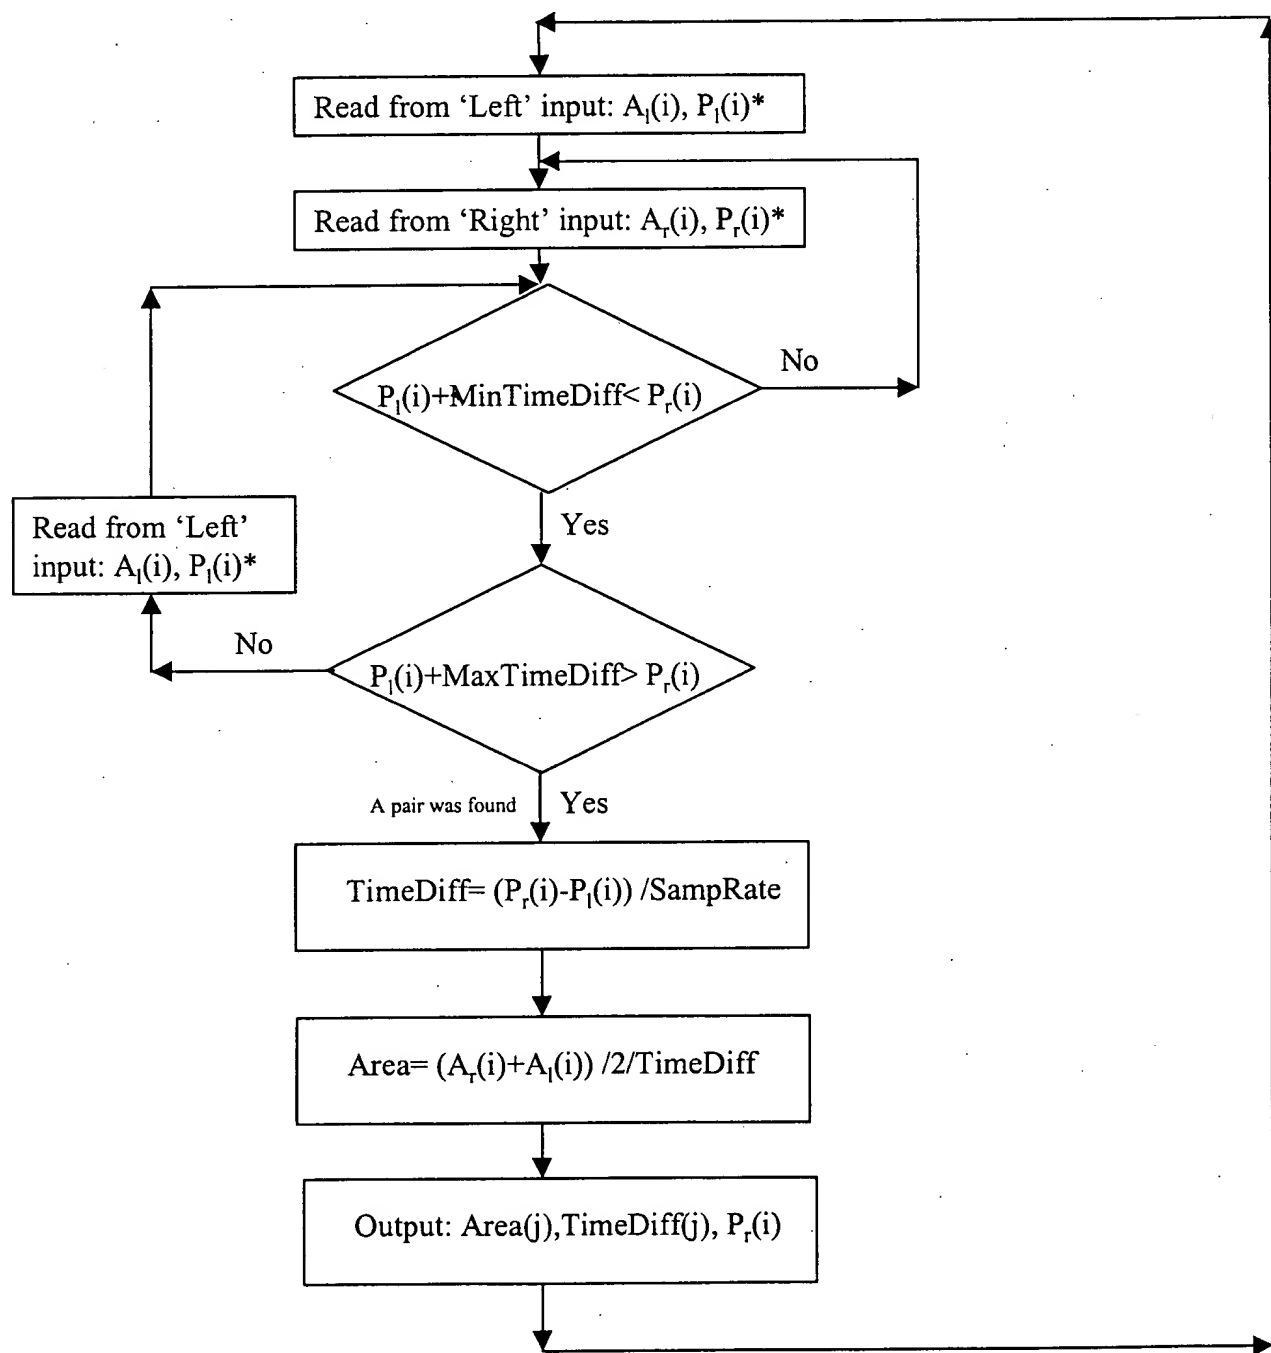 Read from ‘Left’ input: Aₗ(i), Pₗ(i)*
Read from ‘Right’ input: Aᵣ(i), Pᵣ(i)*
No
Pₗ(i)+MinTimeDiff< Pᵣ(i)
Yes
Read from ‘Left’
input: Aₗ(i), Pₗ(i)*
No
Pₗ(i)+MaxTimeDiff> Pᵣ(i)
A pair was found
Yes
TimeDiff= (Pᵣ(i)-Pₗ(i)) /SampRate
Area= (Aᵣ(i)+Aₗ(i)) /2/TimeDiff
Output: Area(j),TimeDiff(j), Pᵣ(i)